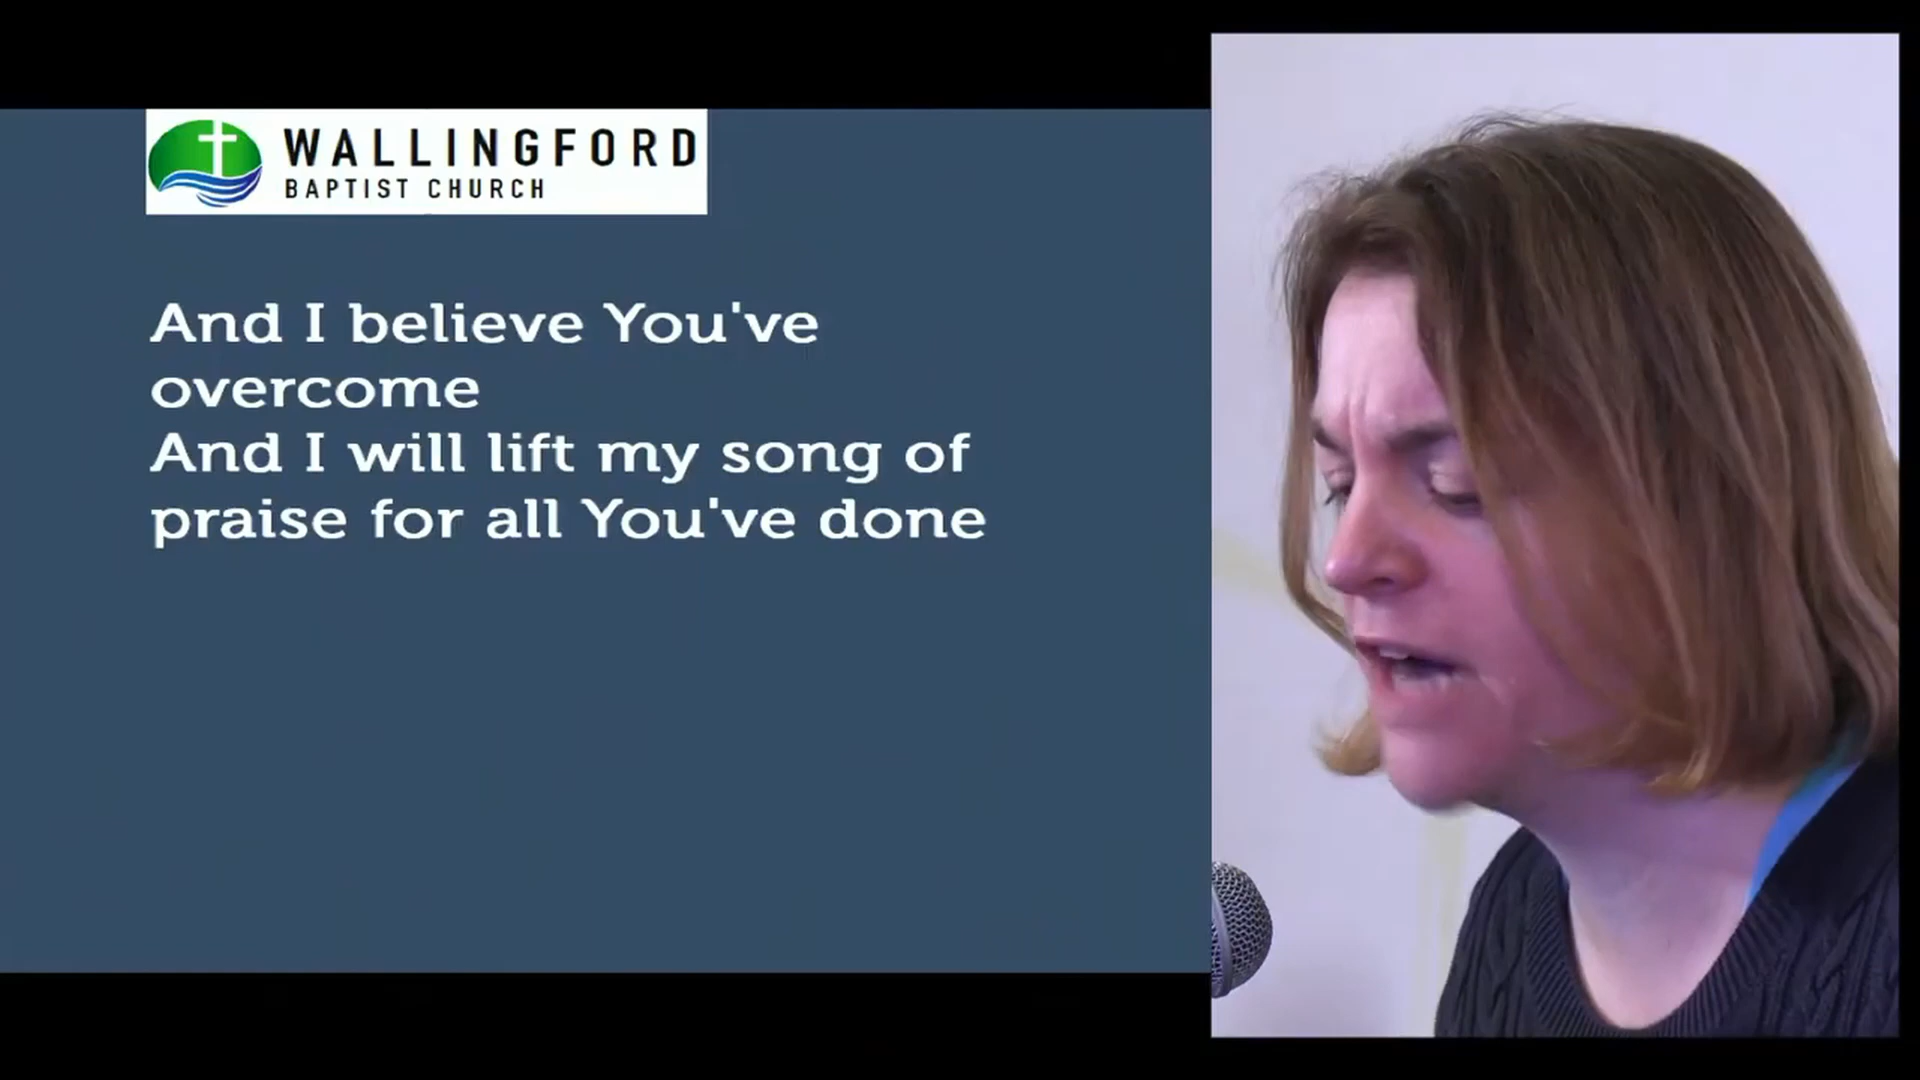 WALLINGFORD
BAPTIST CHURCH
And I believe You've
overcome
And I will lift my song of
praise for all You've done